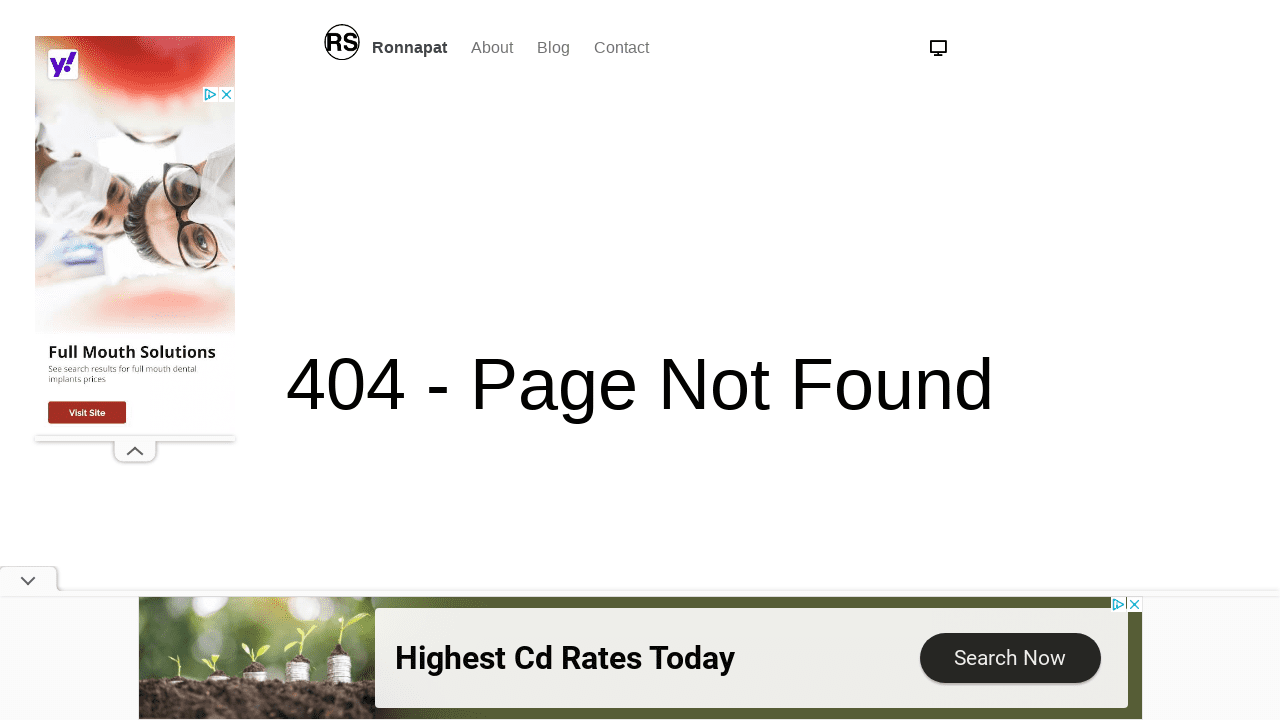 RS Ronnapat About Blog Contact
y!
Full Mouth Solutions
See search results for full mouth dental
implants prices
Visit Site
404 - Page Not Found
Highest Cd Rates Today
Search Now